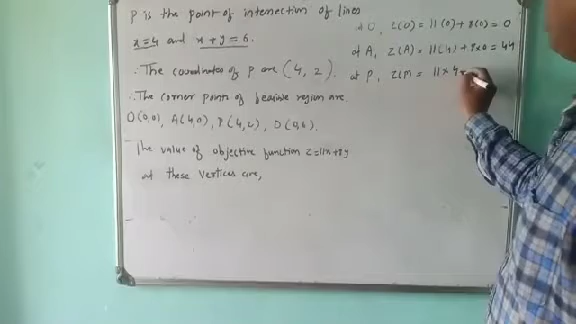 P is the point of intersection of lines
x=4 and x+y=6.
∴ The coordinates of P are (4, 2).
∴ The corner points of feasible region are
O(0,0), A(4,0), P(4,2), D(0,6).
The value of objective function z=11x+8y
at these vertices are,
At O, Z(O) = 11(0)+8(0)=0
at A, Z(A) = 11(4)+8×0=44
at P, Z(P) = 11×4+